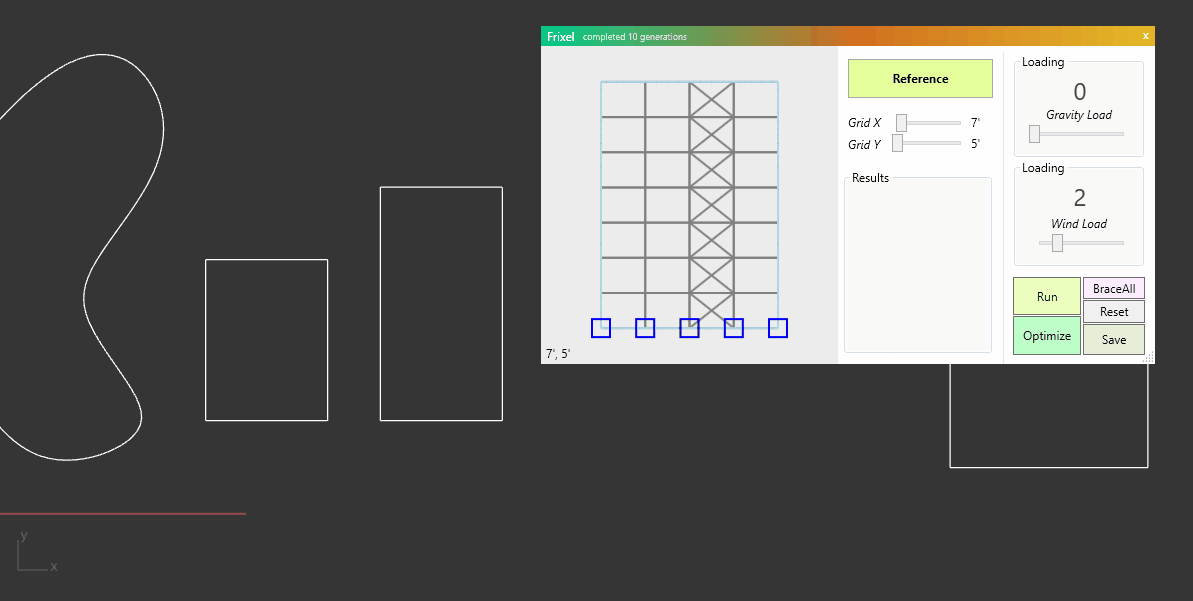 Frixel completed 10 generations x
Reference
Grid X 7'
Grid Y 5'
Results
7', 5'
Loading
0
Gravity Load
Loading
2
Wind Load
Run
BraceAll
Reset
Optimize
Save
y
x